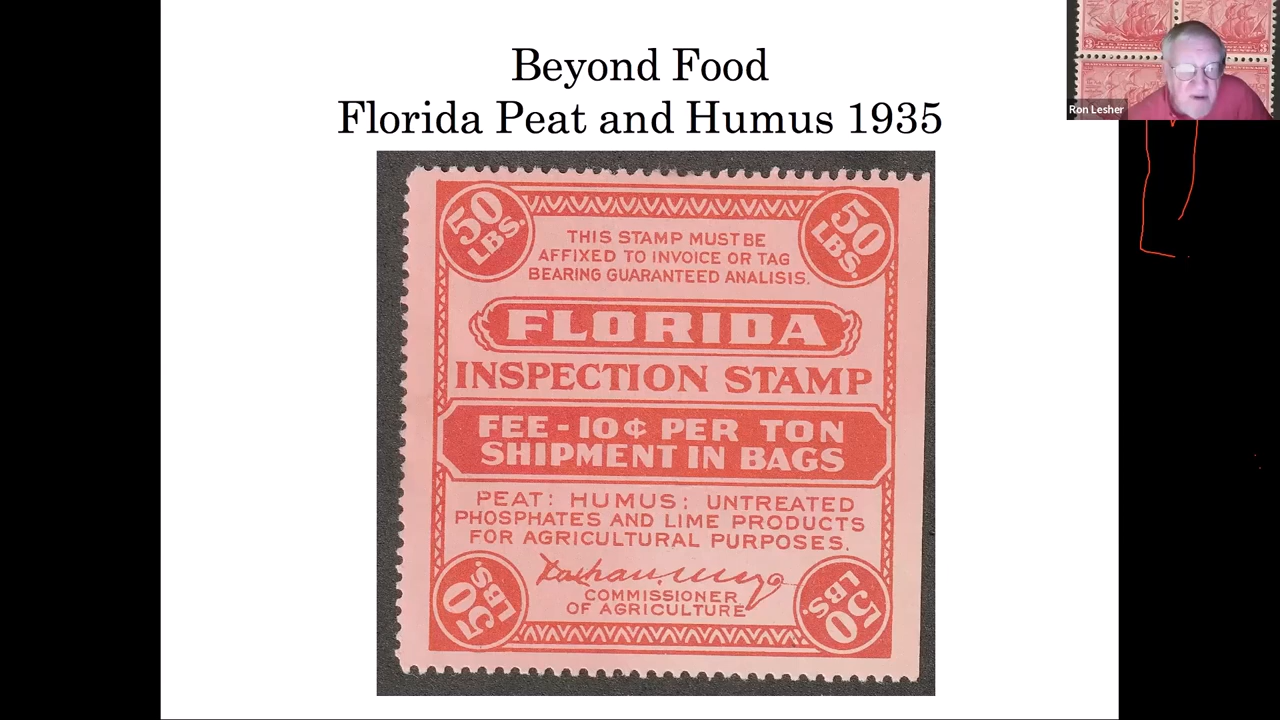 Beyond Food
Florida Peat and Humus 1935
Ron Lesher
50 LBS.
50 LBS.
THIS STAMP MUST BE
AFFIXED TO INVOICE OR TAG
BEARING GUARANTEED ANALISIS.
FLORIDA
INSPECTION STAMP
FEE - 10¢ PER TON
SHIPMENT IN BAGS
PEAT: HUMUS: UNTREATED
PHOSPHATES AND LIME PRODUCTS
FOR AGRICULTURAL PURPOSES.
COMMISSIONER
OF AGRICULTURE
50 LBS.
50 LBS.